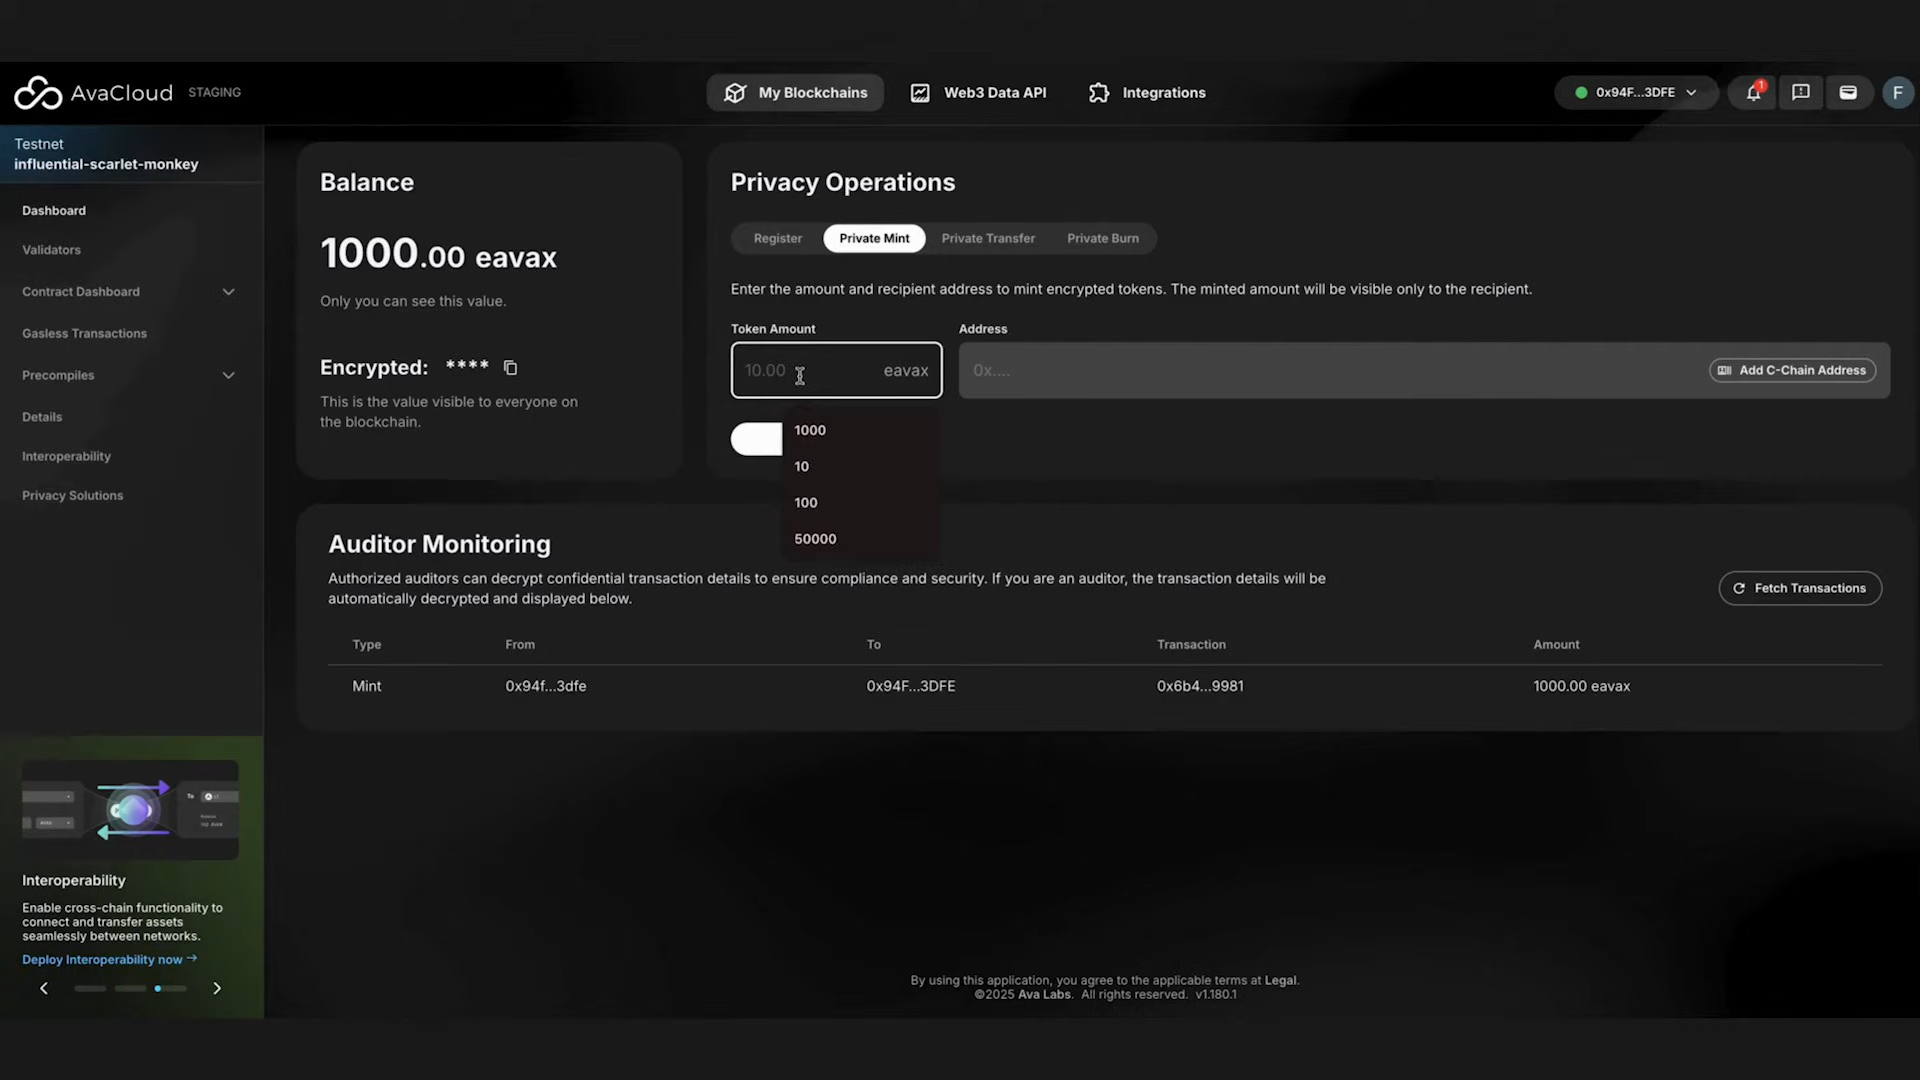 AvaCloud STAGING
My Blockchains
Web3 Data API
Integrations
0x94F...3DFE
1
F
Testnet
influential-scarlet-monkey
Dashboard
Validators
Contract Dashboard
Gasless Transactions
Precompiles
Details
Interoperability
Privacy Solutions
Balance
1000.00 eavax
Only you can see this value.
Encrypted: ****
This is the value visible to everyone on
the blockchain.
Privacy Operations
Register
Private Mint
Private Transfer
Private Burn
Enter the amount and recipient address to mint encrypted tokens. The minted amount will be visible only to the recipient.
Token Amount
Address
10.00 eavax
0x....
Add C-Chain Address
1000
10
100
50000
Auditor Monitoring
Authorized auditors can decrypt confidential transaction details to ensure compliance and security. If you are an auditor, the transaction details will be
automatically decrypted and displayed below.
Fetch Transactions
Type From To Transaction Amount
Mint 0x94f...3dfe 0x94F...3DFE 0x6b4...9981 1000.00 eavax
To
Interoperability
Enable cross-chain functionality to
connect and transfer assets
seamlessly between networks.
Deploy Interoperability now →
By using this application, you agree to the applicable terms at Legal.
©2025 Ava Labs. All rights reserved. v1.180.1